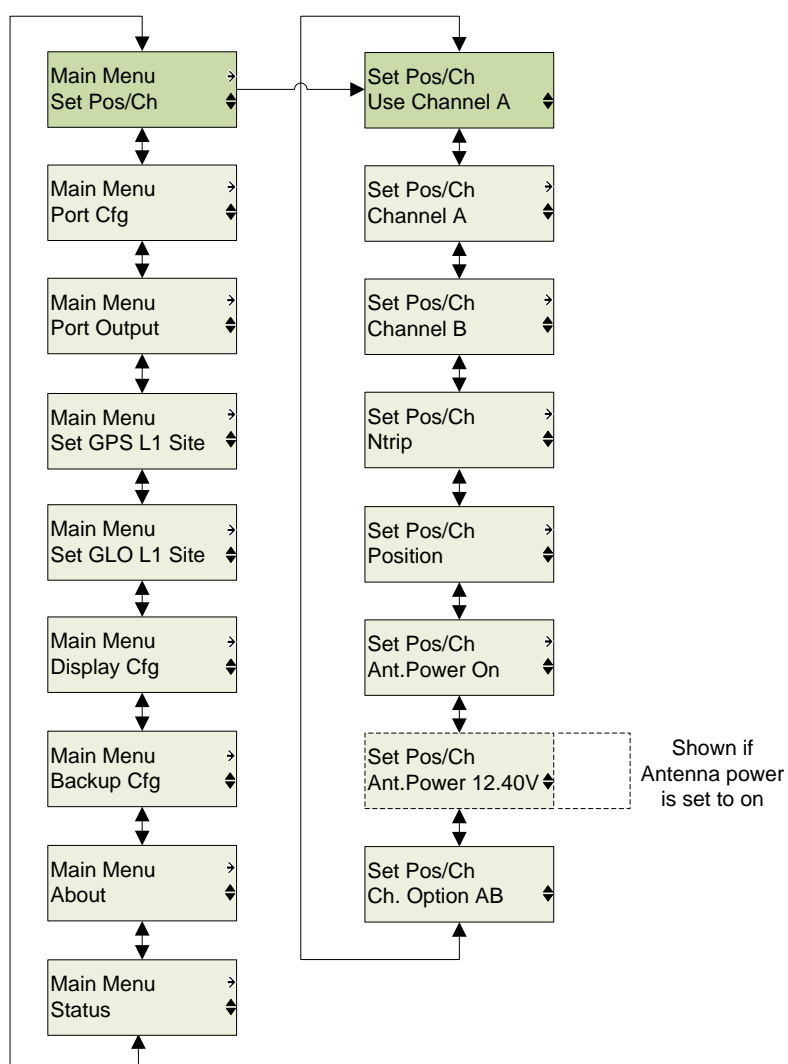 Main Menu
Set Pos/Ch
Main Menu
Port Cfg
Main Menu
Port Output
Main Menu
Set GPS L1 Site
Main Menu
Set GLO L1 Site
Main Menu
Display Cfg
Main Menu
Backup Cfg
Main Menu
About
Main Menu
Status
Set Pos/Ch
Use Channel A
Set Pos/Ch
Channel A
Set Pos/Ch
Channel B
Set Pos/Ch
Ntrip
Set Pos/Ch
Position
Set Pos/Ch
Ant.Power On
Set Pos/Ch
Ant.Power 12.40V
Set Pos/Ch
Ch. Option AB
Shown if
Antenna power
is set to on